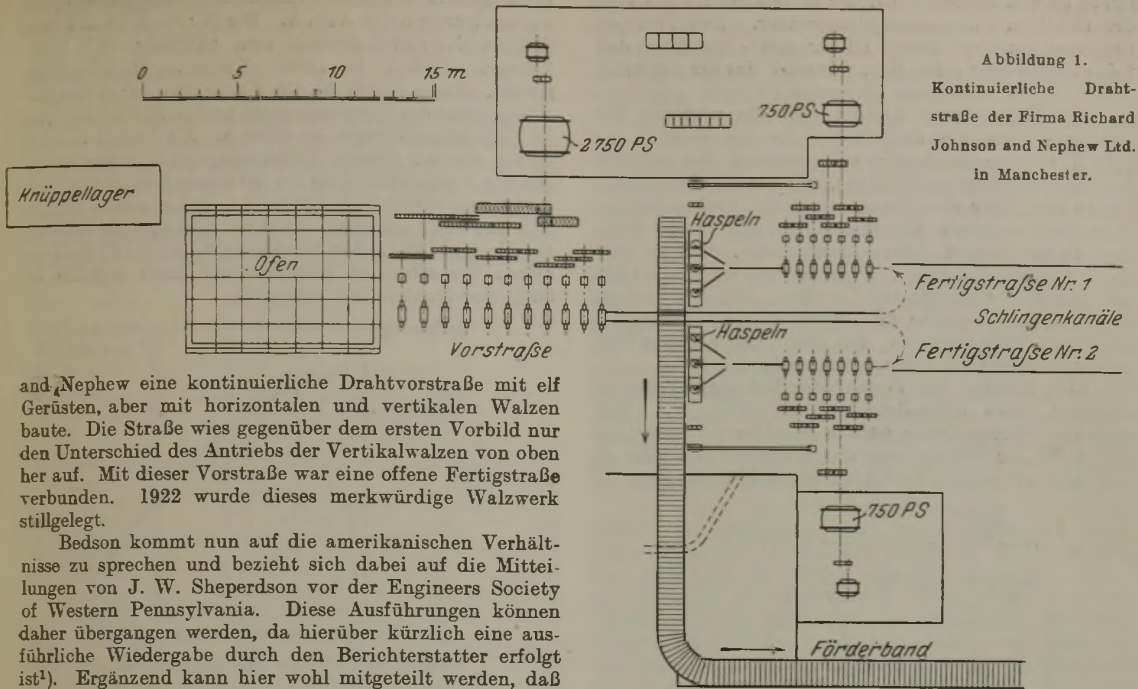 0 5 10 15 m
Abbildung 1.
Kontinuierliche Draht-
straße der Firma Richard
Johnson and Nephew Ltd.
in Manchester.
2750 PS
750 PS
Knüppellager
Ofen
Vorstraße
Haspeln
Haspeln
Fertigstraße Nr. 1
Schlingenkanäle
Fertigstraße Nr. 2
750 PS
Förderband
and Nephew eine kontinuierliche Drahtvorstraße mit elf
Gerüsten, aber mit horizontalen und vertikalen Walzen
baute. Die Straße wies gegenüber dem ersten Vorbild nur
den Unterschied des Antriebs der Vertikalwalzen von oben
her auf. Mit dieser Vorstraße war eine offene Fertigstraße
verbunden. 1922 wurde dieses merkwürdige Walzwerk
stillgelegt.
Bedson kommt nun auf die amerikanischen Verhält-
nisse zu sprechen und bezieht sich dabei auf die Mittei-
lungen von J. W. Sheperdson vor der Engineers Society
of Western Pennsylvania. Diese Ausführungen können
daher übergangen werden, da hierüber kürzlich eine aus-
führliche Wiedergabe durch den Berichterstatter erfolgt
ist¹). Ergänzend kann hier wohl mitgeteilt werden, daß